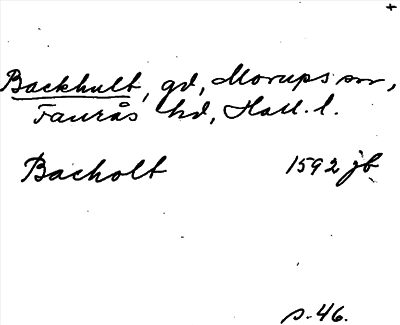 +
Backhult, gd, Morups sn,
Faurås hd, Hall. l.
Bacholt 1592 jb
s. 46.